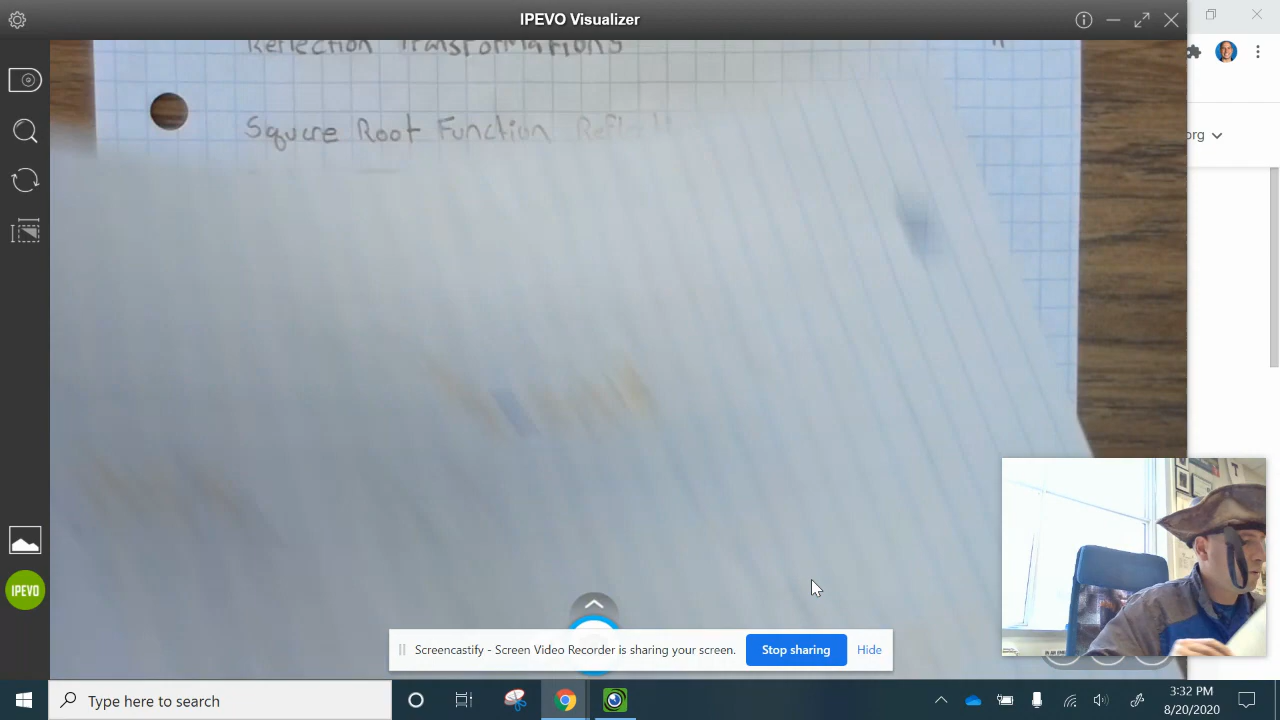 IPEVO Visualizer
Reflection Transformations
Square Root Function
org
IPEVO
Screencastify - Screen Video Recorder is sharing your screen.
Stop sharing
Hide
Type here to search
3:32 PM
8/20/2020